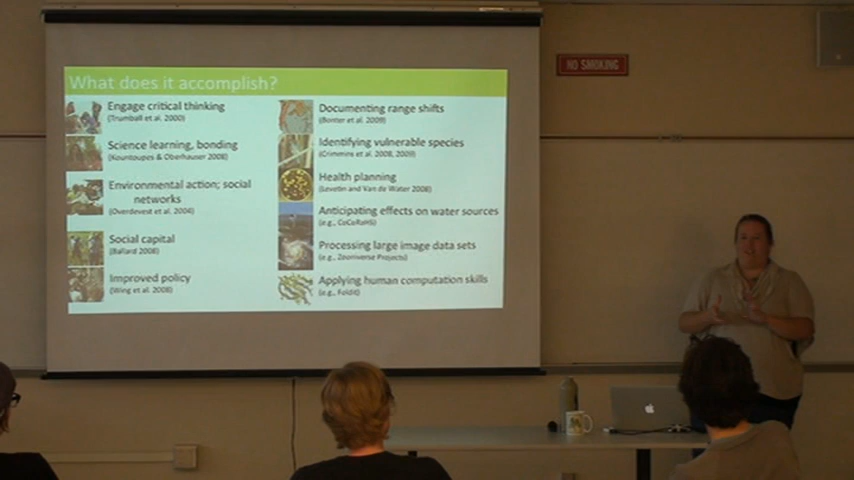 What does it accomplish?
Engage critical thinking
(Trumball et al. 2000)
Science learning, bonding
(Kountoupes & Oberhauser 2008)
Environmental action; social
networks
(Overdevest et al. 2004)
Social capital
(Ballard 2008)
Improved policy
(Wing et al. 2008)
Documenting range shifts
(Bonter et al. 2009)
Identifying vulnerable species
(Crimmins et al. 2008, 2009)
Health planning
(Levetin and Van de Water 2008)
Anticipating effects on water sources
(e.g., CoCoRaHS)
Processing large image data sets
(e.g., Zooniverse Projects)
Applying human computation skills
(e.g., Foldit)
NO SMOKING